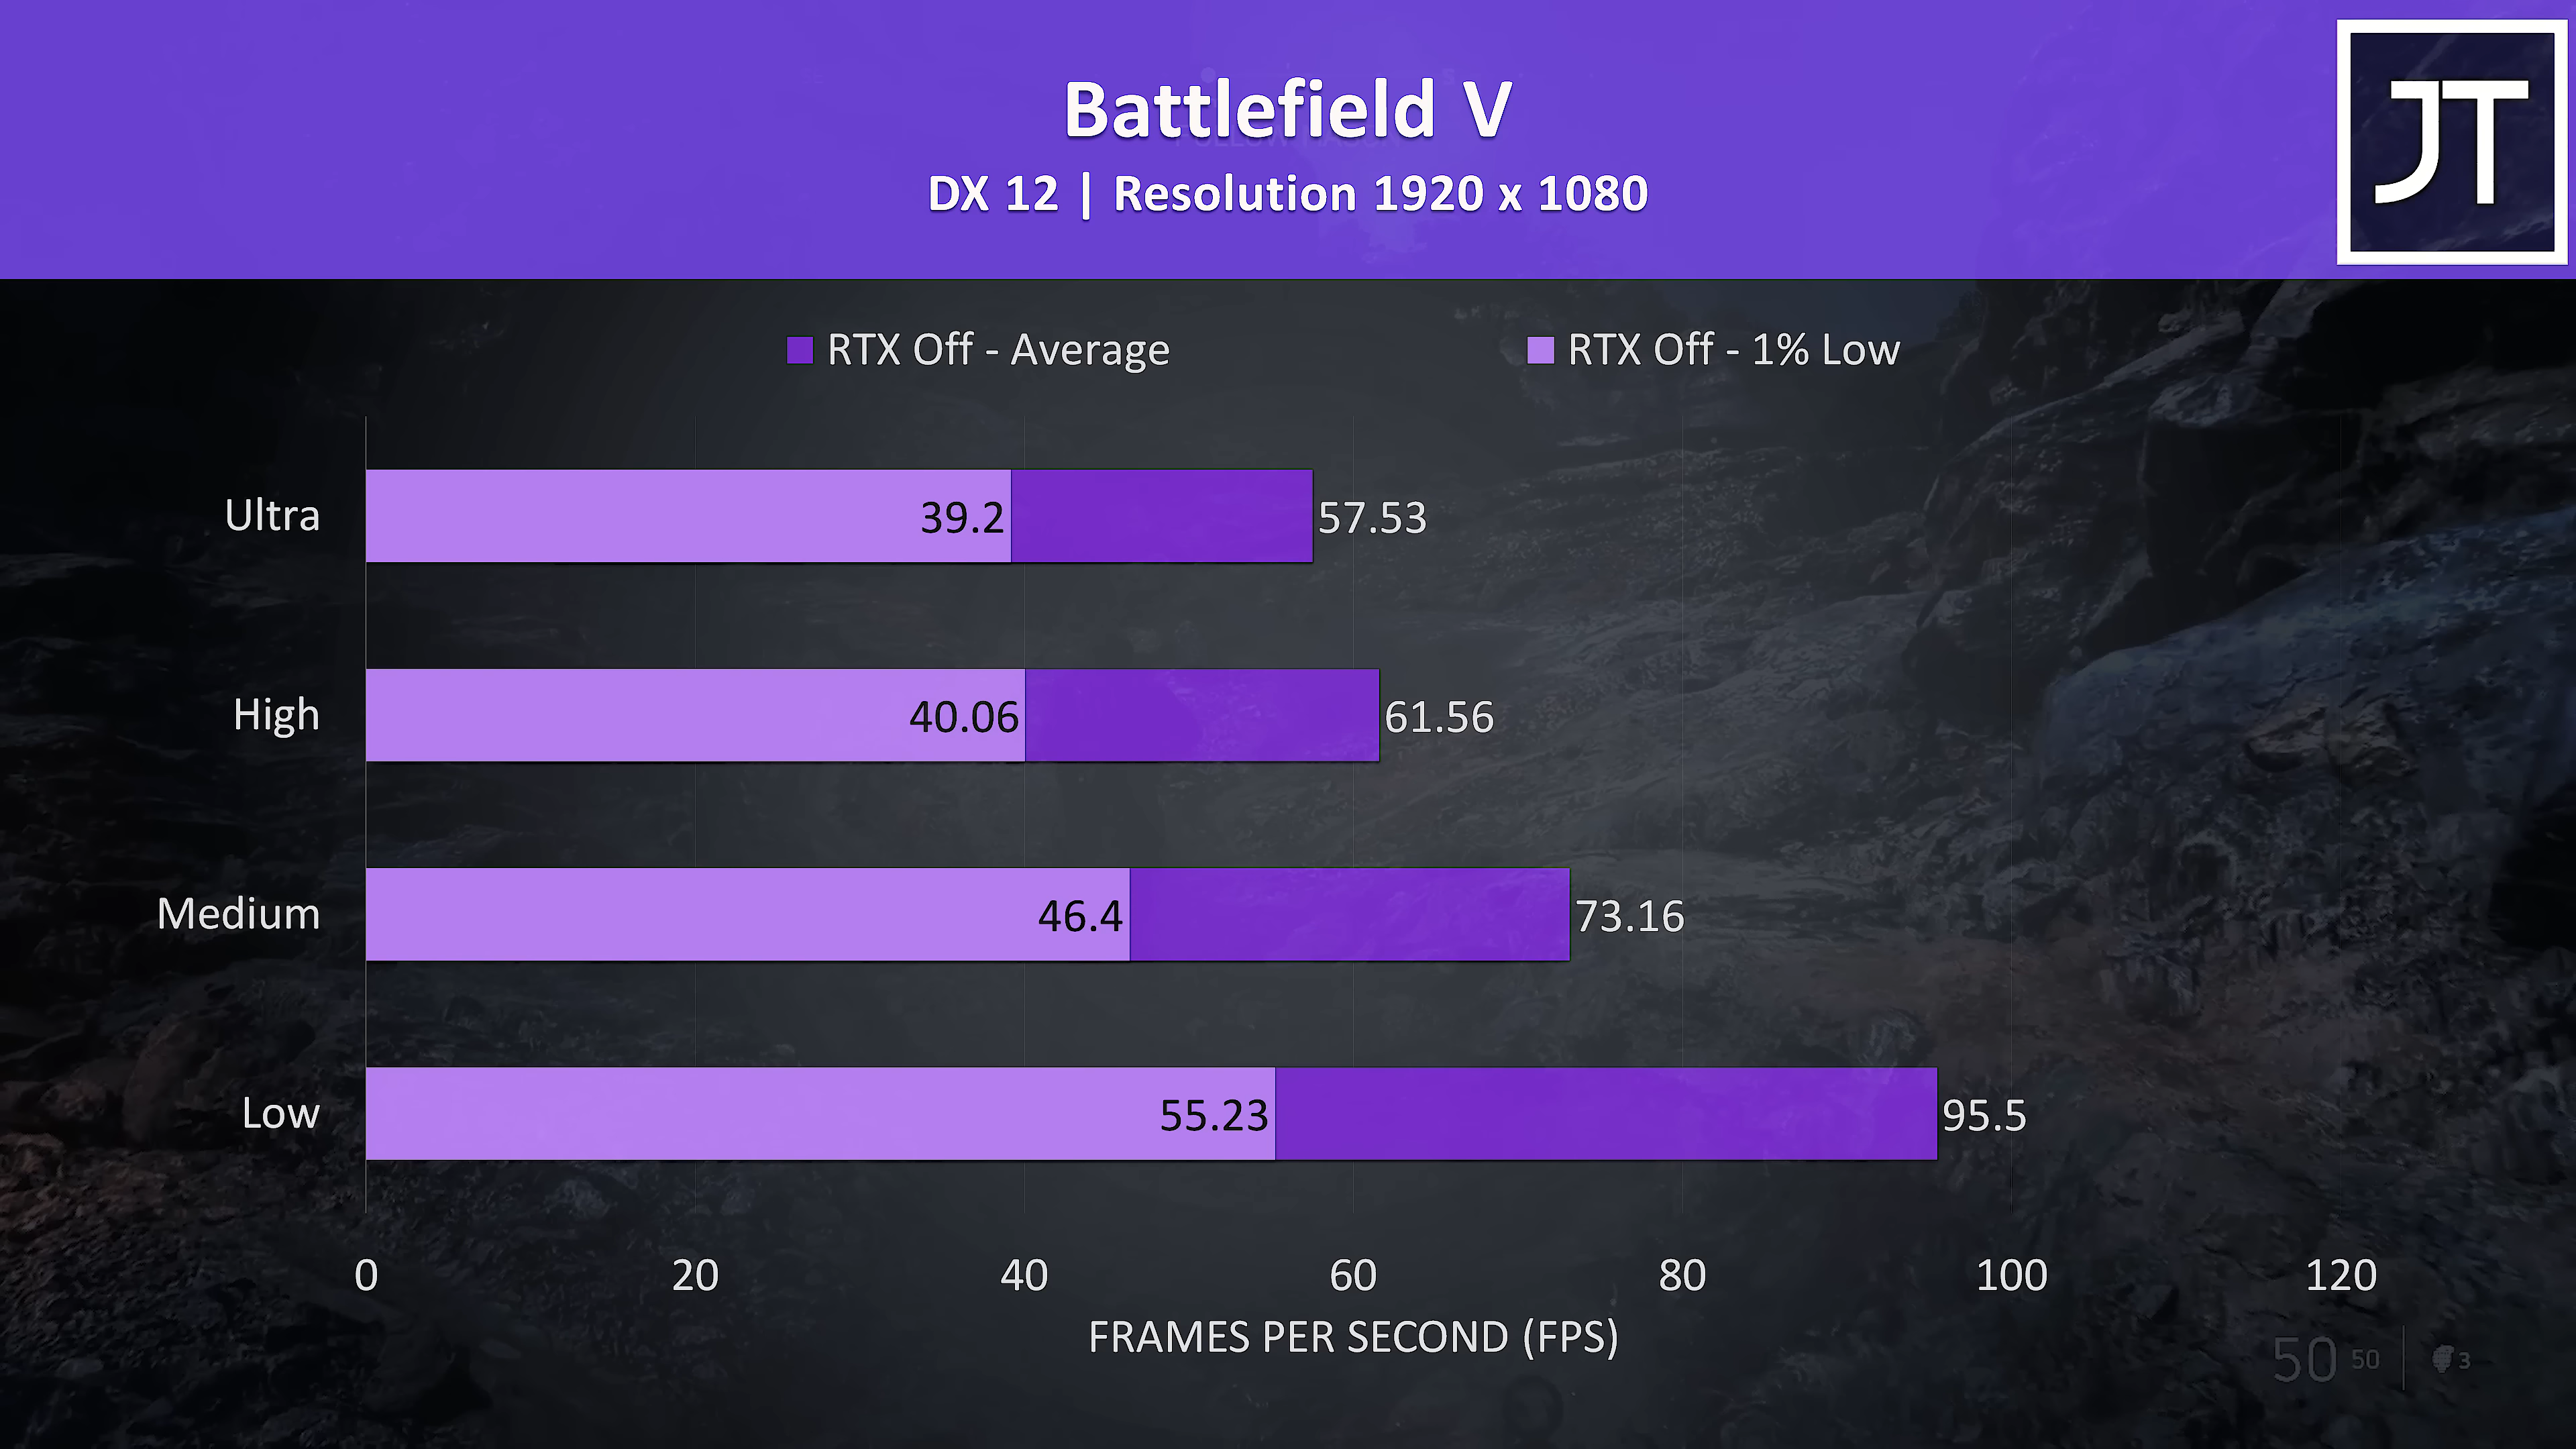 Battlefield V
DX 12 | Resolution 1920 x 1080
JT
RTX Off - Average
RTX Off - 1% Low
Ultra
39.2
57.53
High
40.06
61.56
Medium
46.4
73.16
Low
55.23
95.5
0 20 40 60 80 100 120
FRAMES PER SECOND (FPS)
50 50 | 3